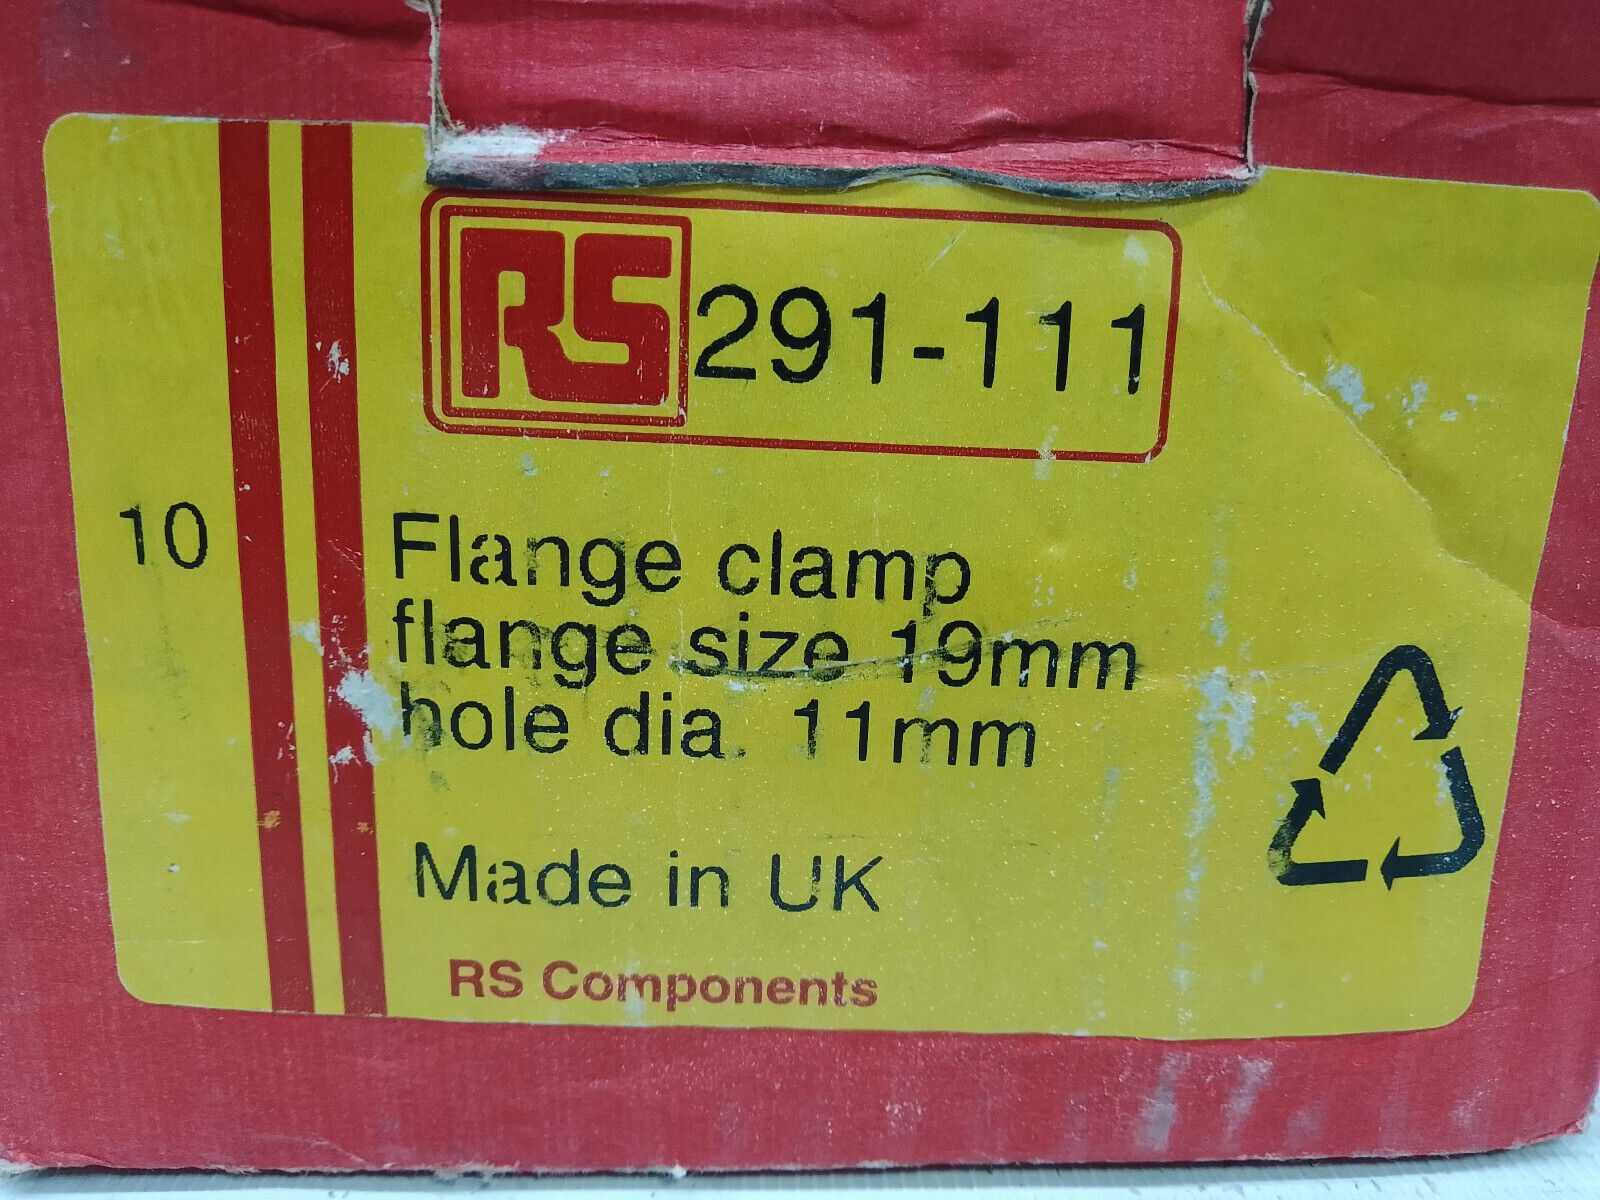 RS 291-111
10
Flange clamp
flange size 19mm
hole dia. 11mm
Made in UK
RS Components